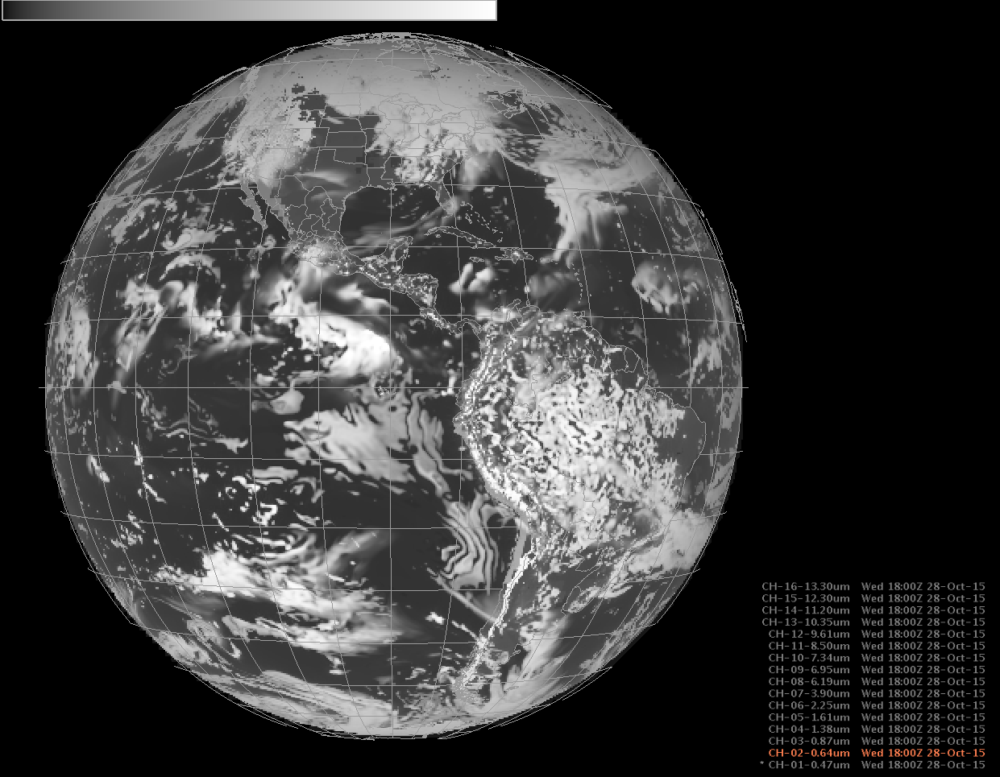 CH-16-13.30um Wed 18:00Z 28-Oct-15
CH-15-12.30um Wed 18:00Z 28-Oct-15
CH-14-11.20um Wed 18:00Z 28-Oct-15
CH-13-10.35um Wed 18:00Z 28-Oct-15
CH-12-9.61um Wed 18:00Z 28-Oct-15
CH-11-8.50um Wed 18:00Z 28-Oct-15
CH-10-7.34um Wed 18:00Z 28-Oct-15
CH-09-6.95um Wed 18:00Z 28-Oct-15
CH-08-6.19um Wed 18:00Z 28-Oct-15
CH-07-3.90um Wed 18:00Z 28-Oct-15
CH-06-2.25um Wed 18:00Z 28-Oct-15
CH-05-1.61um Wed 18:00Z 28-Oct-15
CH-04-1.38um Wed 18:00Z 28-Oct-15
CH-03-0.87um Wed 18:00Z 28-Oct-15
CH-02-0.64um Wed 18:00Z 28-Oct-15
* CH-01-0.47um Wed 18:00Z 28-Oct-15